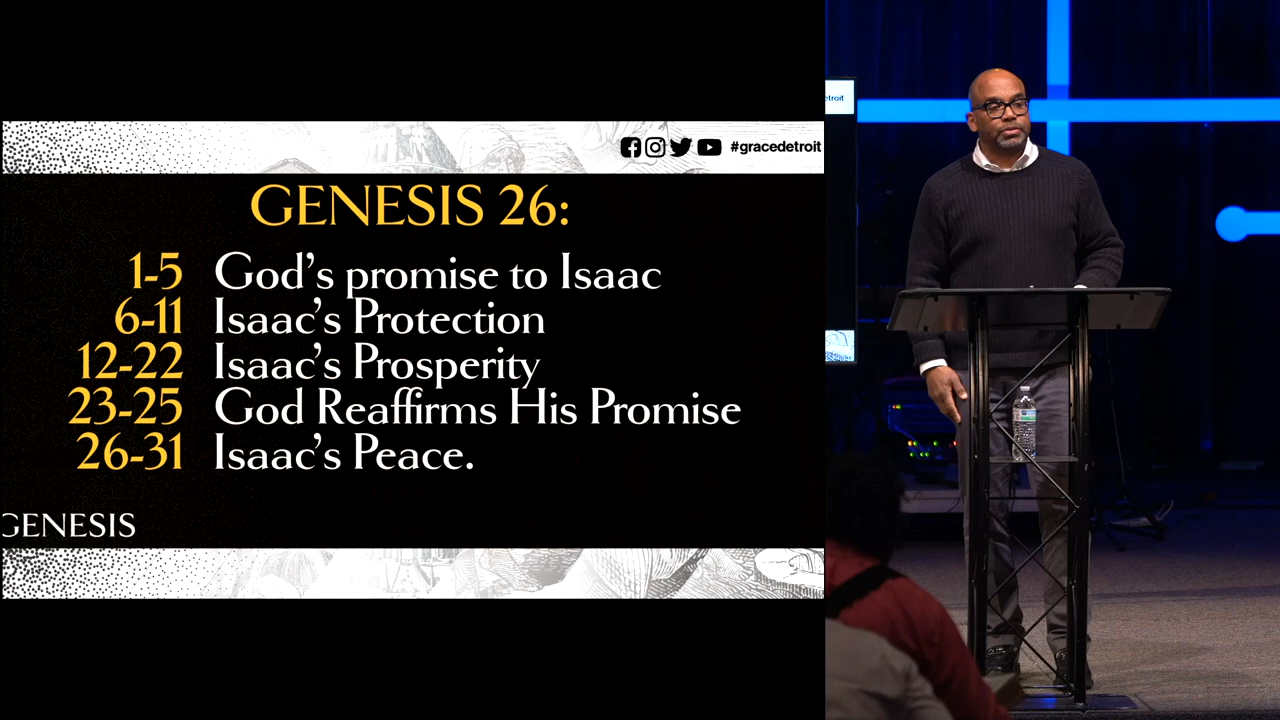 #gracedetroit
GENESIS 26:
1-5 God's promise to Isaac
6-11 Isaac's Protection
12-22 Isaac's Prosperity
23-25 God Reaffirms His Promise
26-31 Isaac's Peace.
GENESIS
etroit